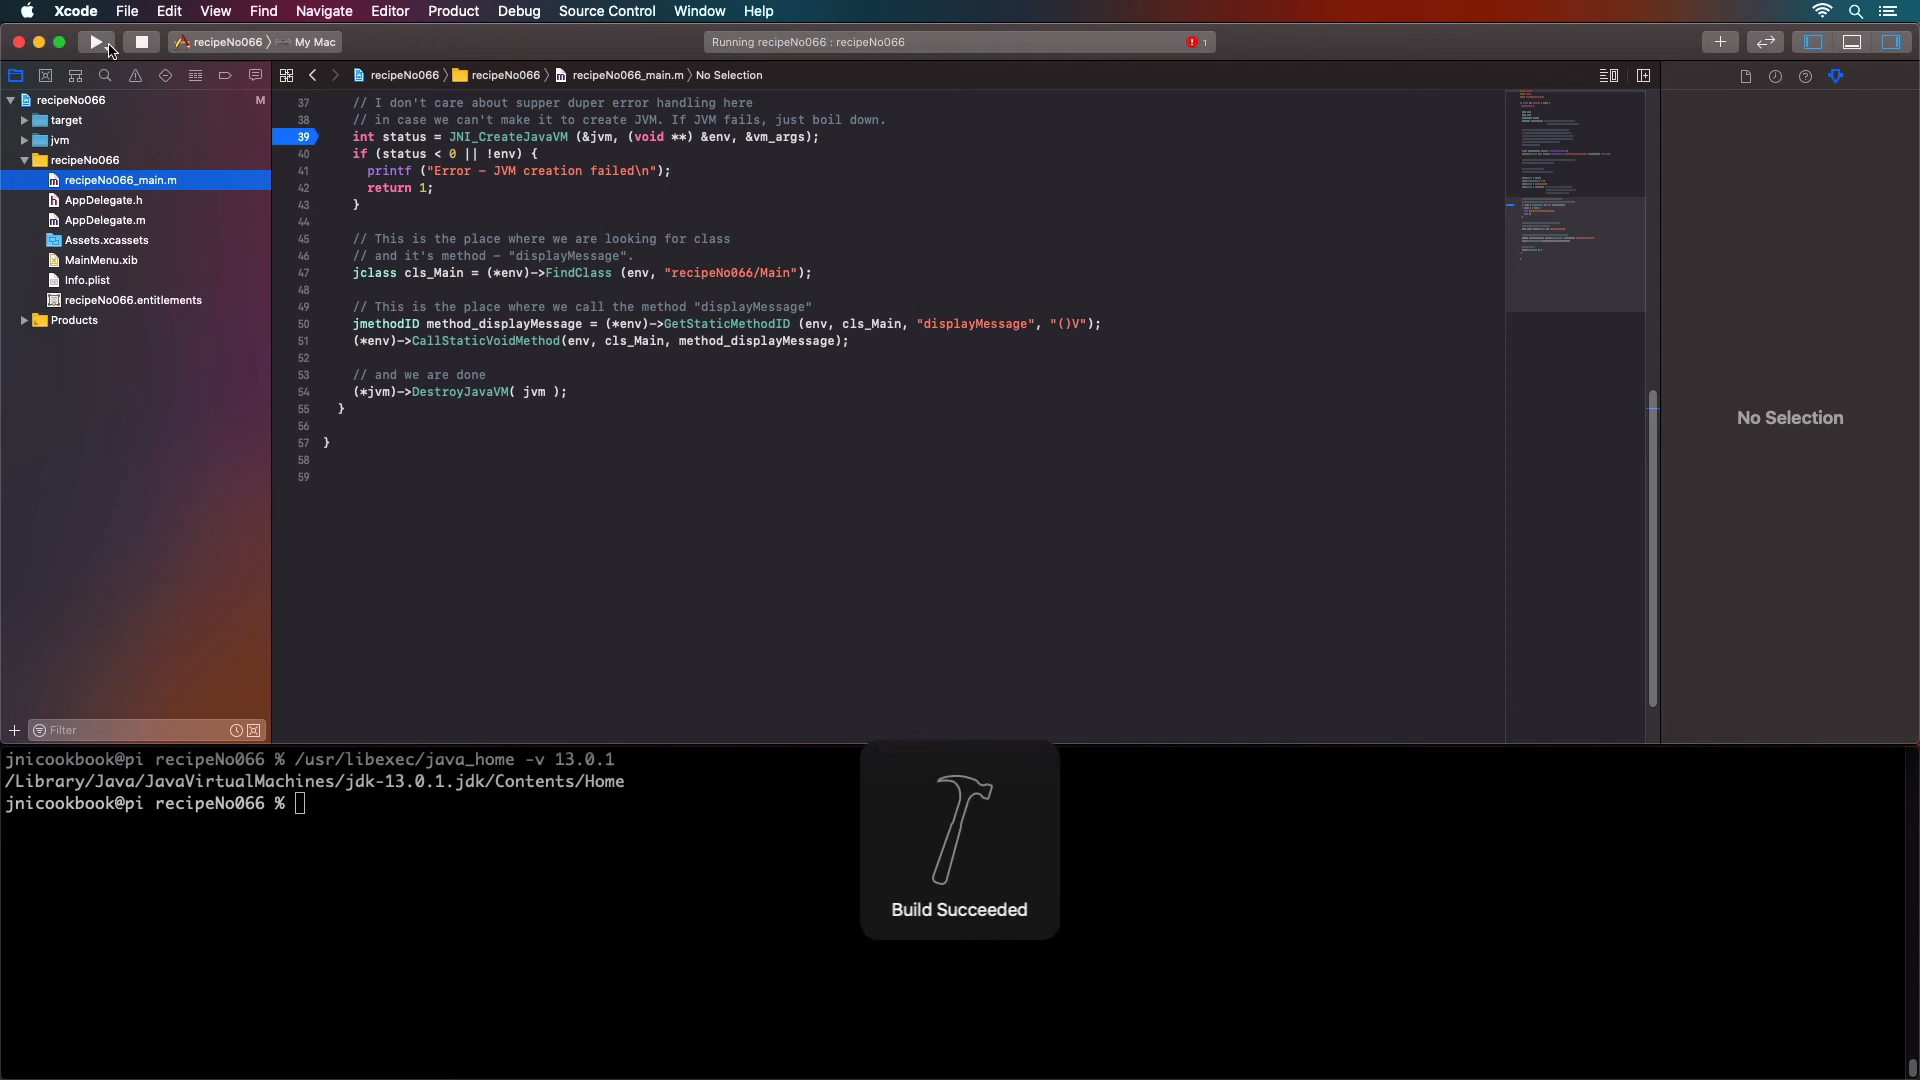 Xcode File Edit View Find Navigate Editor Product Debug Source Control Window Help
recipeNo066 My Mac
Running recipeNo066 : recipeNo066
1
recipeNo066 recipeNo066 recipeNo066_main.m No Selection
recipeNo066 M
target
jvm
recipeNo066
recipeNo066_main.m
AppDelegate.h
AppDelegate.m
Assets.xcassets
MainMenu.xib
Info.plist
recipeNo066.entitlements
Products
Filter
37 // I don't care about supper duper error handling here
38 // in case we can't make it to create JVM. If JVM fails, just boil down.
39 int status = JNI_CreateJavaVM (&jvm, (void **) &env, &vm_args);
40 if (status < 0 || !env) {
41 printf ("Error - JVM creation failed\n");
42 return 1;
43 }
44
45 // This is the place where we are looking for class
46 // and it's method - "displayMessage".
47 jclass cls_Main = (*env)->FindClass (env, "recipeNo066/Main");
48
49 // This is the place where we call the method "displayMessage"
50 jmethodID method_displayMessage = (*env)->GetStaticMethodID (env, cls_Main, "displayMessage", "()V");
51 (*env)->CallStaticVoidMethod(env, cls_Main, method_displayMessage);
52
53 // and we are done
54 (*jvm)->DestroyJavaVM( jvm );
55 }
56
57 }
58
59
No Selection
jnicookbook@pi recipeNo066 % /usr/libexec/java_home -v 13.0.1
/Library/Java/JavaVirtualMachines/jdk-13.0.1.jdk/Contents/Home
jnicookbook@pi recipeNo066 %
Build Succeeded